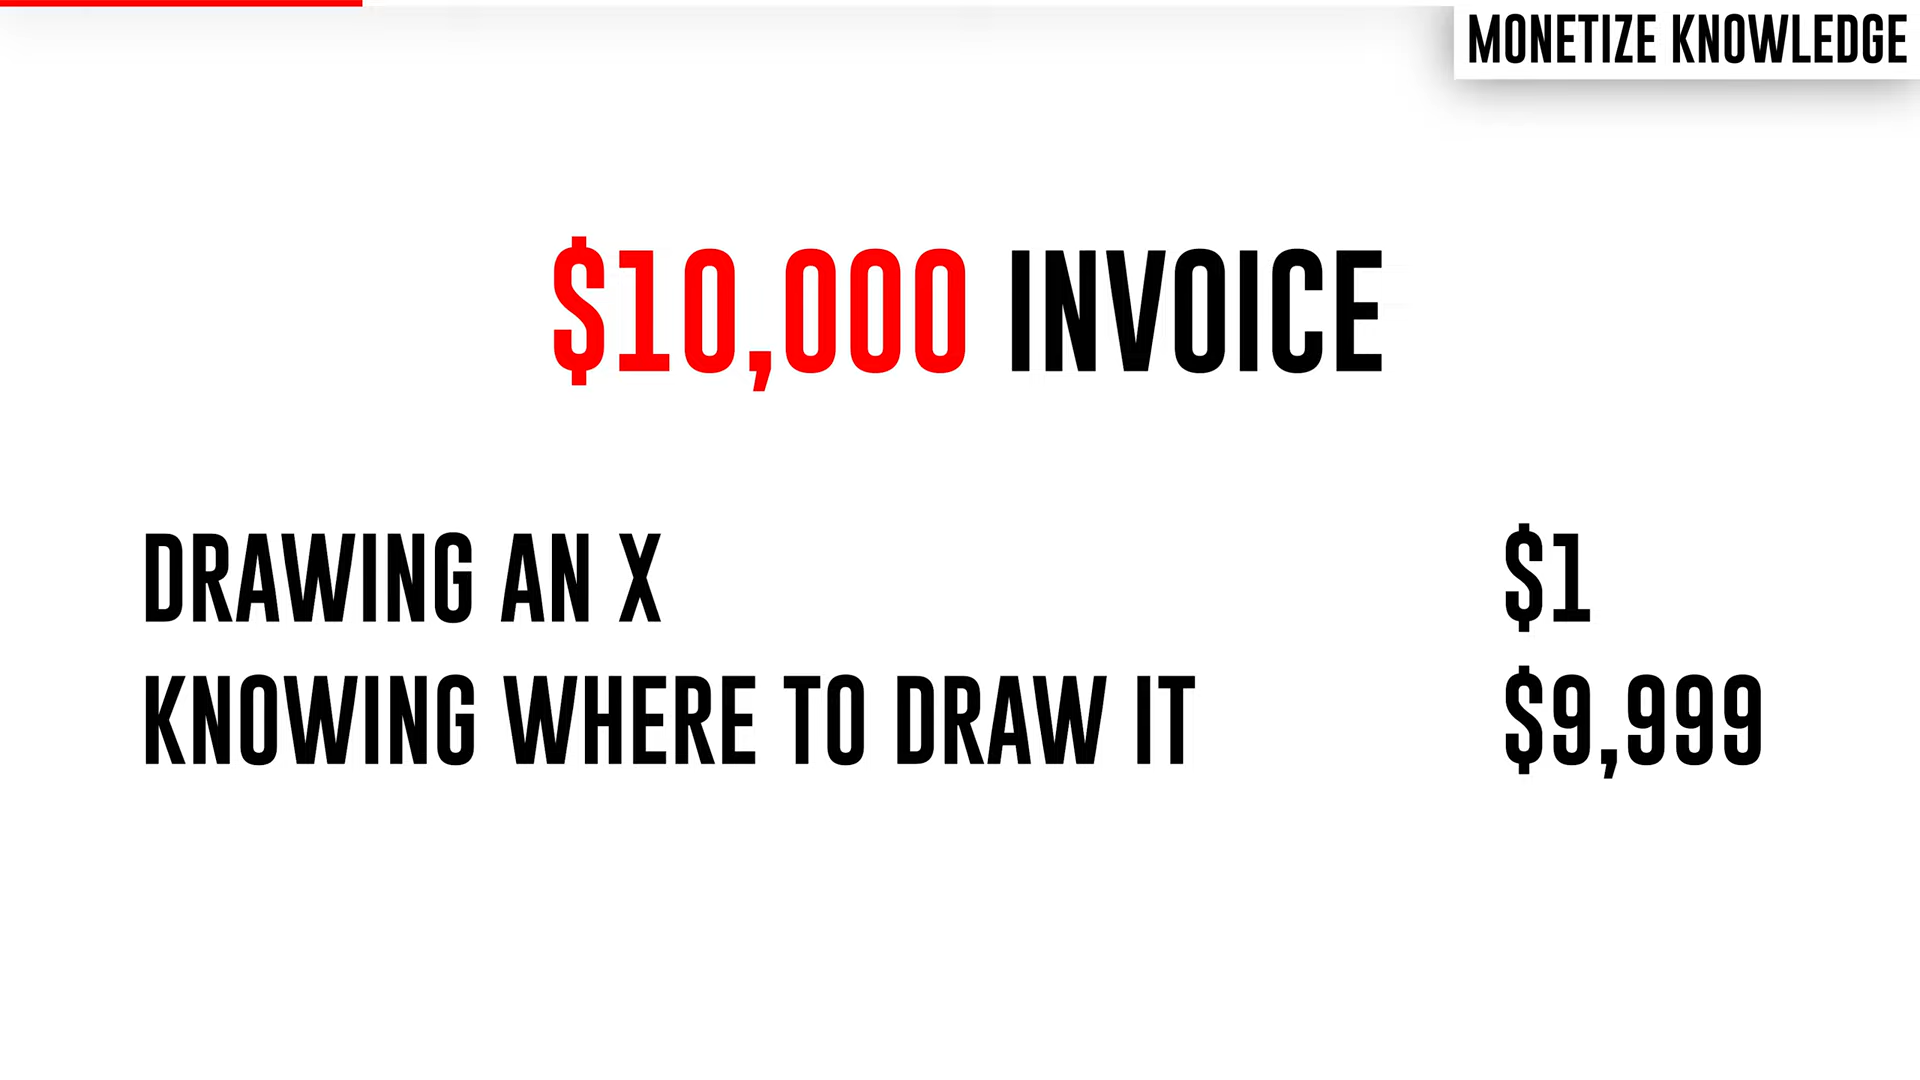 MONETIZE KNOWLEDGE
$10,000 INVOICE
DRAWING AN X $1
KNOWING WHERE TO DRAW IT $9,999